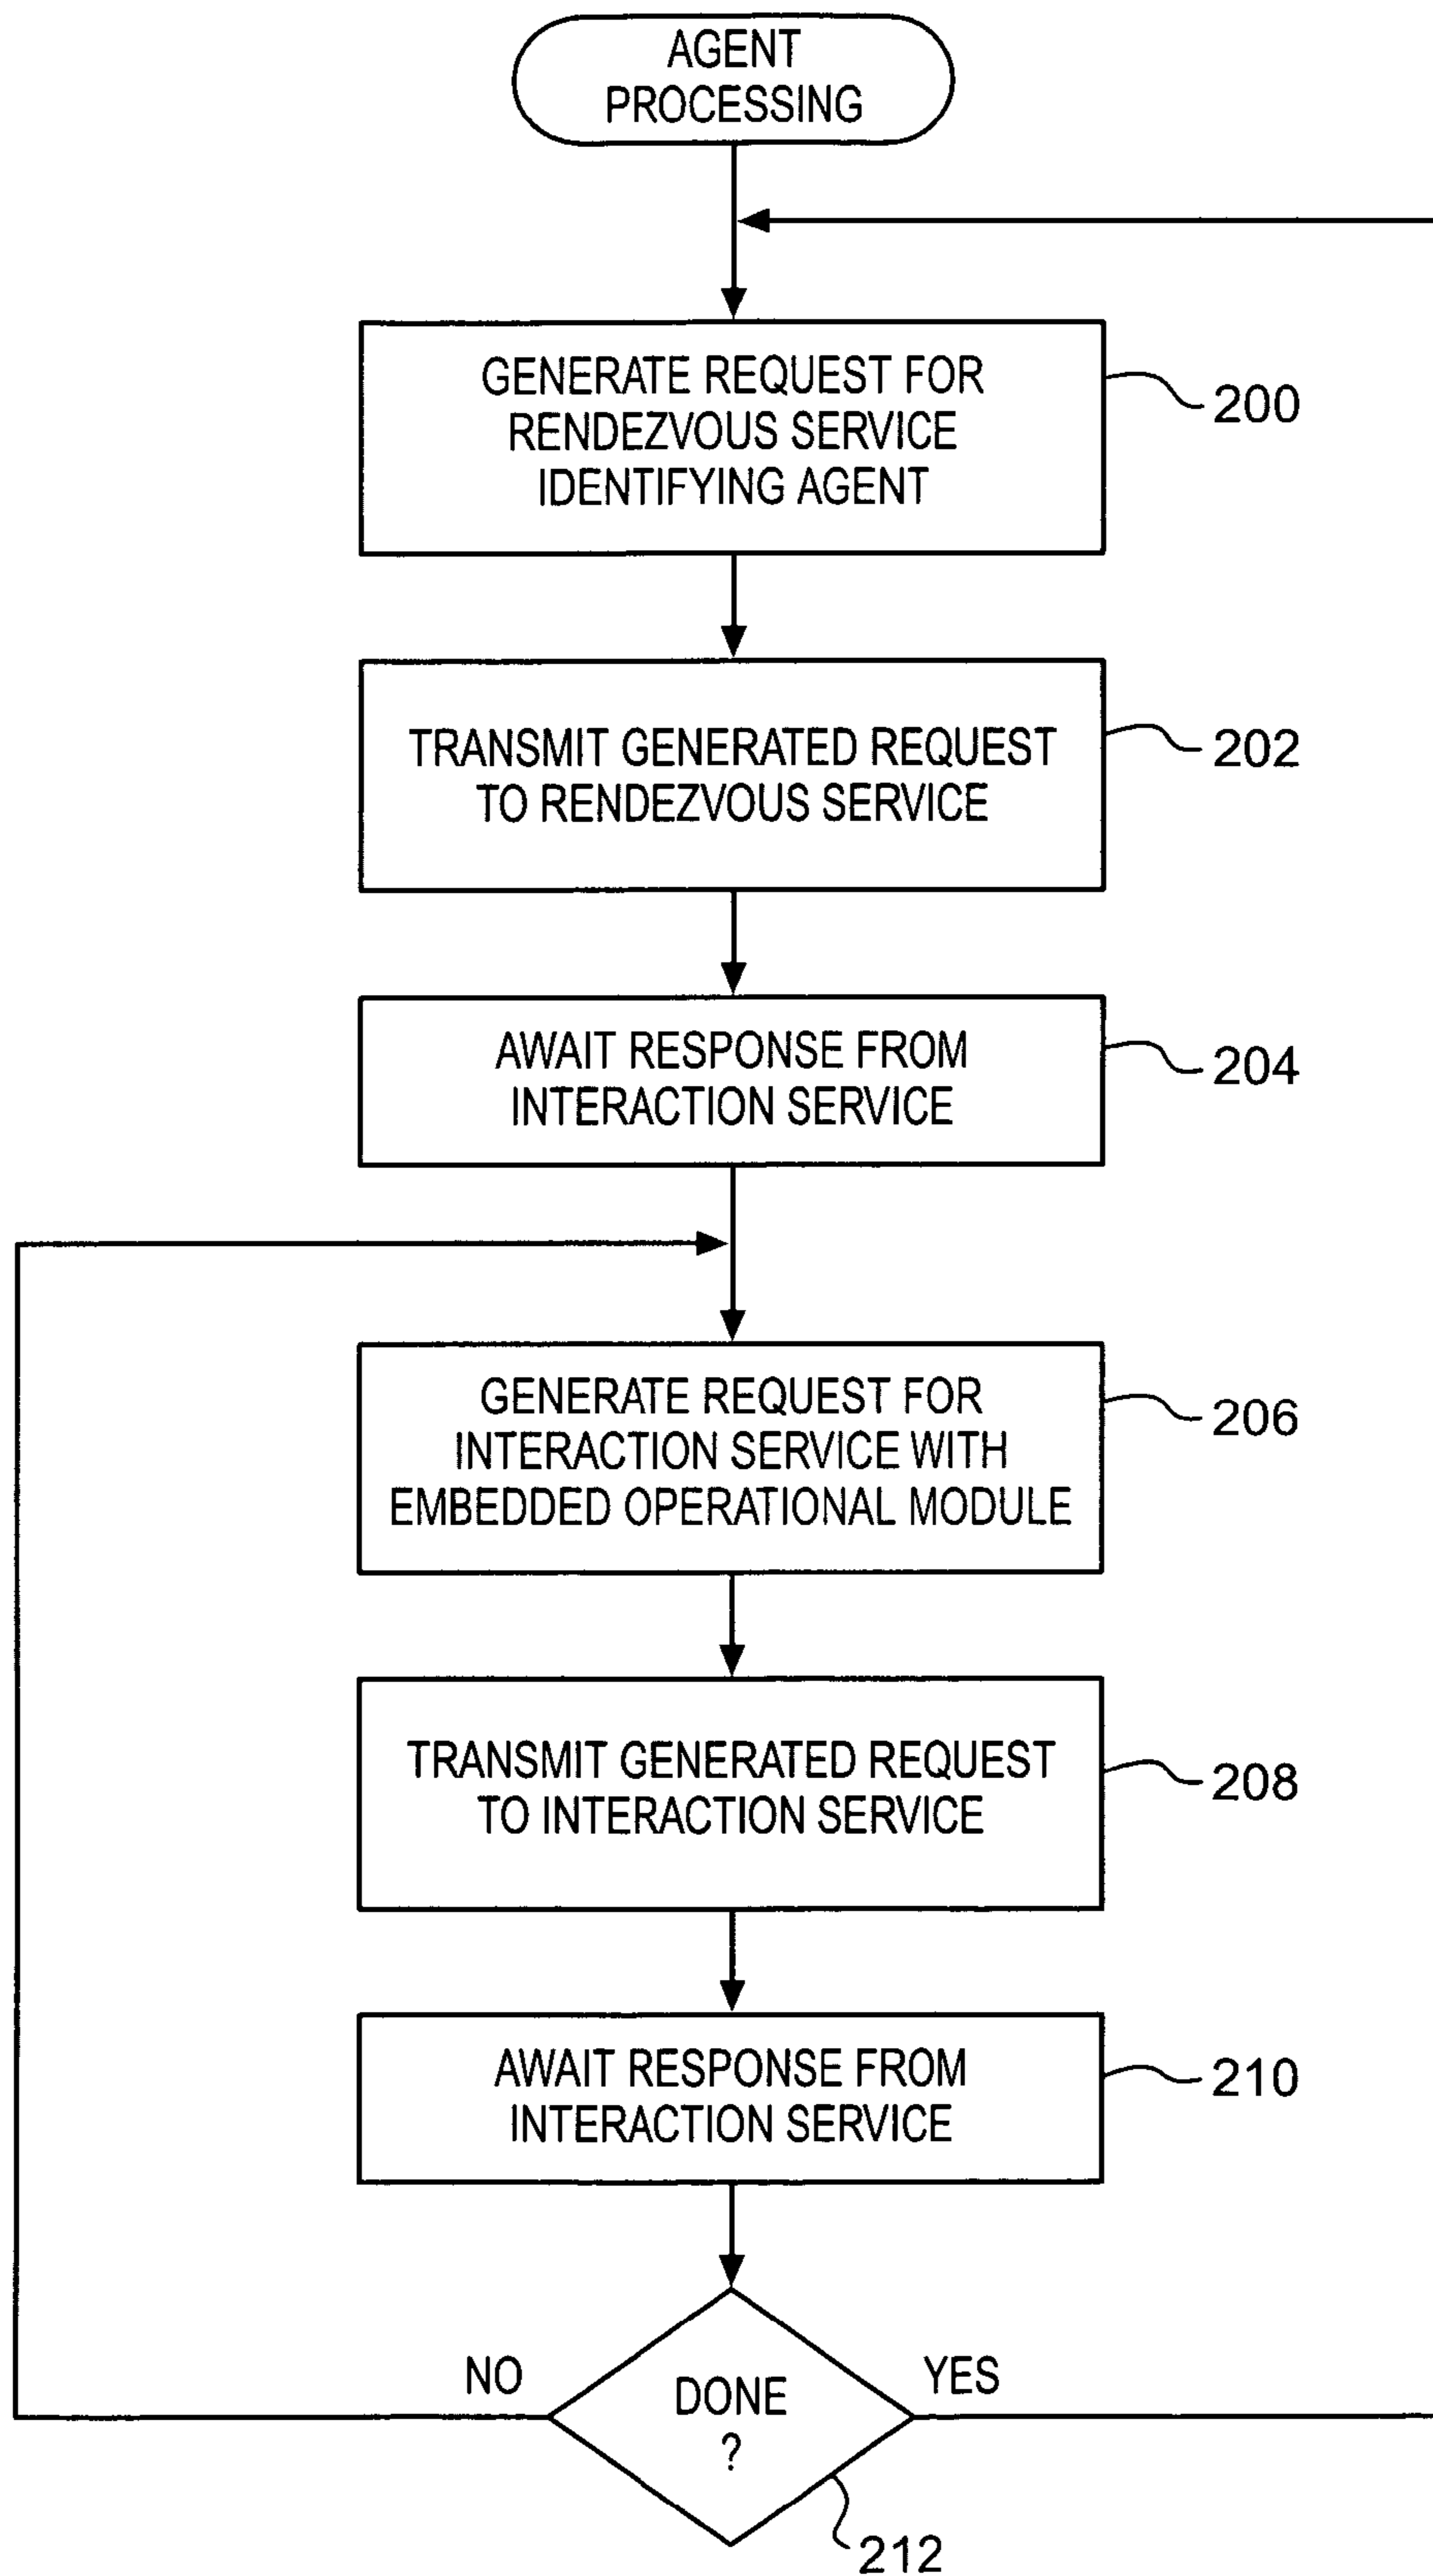 AGENT
PROCESSING
GENERATE REQUEST FOR
RENDEZVOUS SERVICE
IDENTIFYING AGENT
200
TRANSMIT GENERATED REQUEST
TO RENDEZVOUS SERVICE
202
AWAIT RESPONSE FROM
INTERACTION SERVICE
204
GENERATE REQUEST FOR
INTERACTION SERVICE WITH
EMBEDDED OPERATIONAL MODULE
206
TRANSMIT GENERATED REQUEST
TO INTERACTION SERVICE
208
AWAIT RESPONSE FROM
INTERACTION SERVICE
210
NO
DONE
?
YES
212